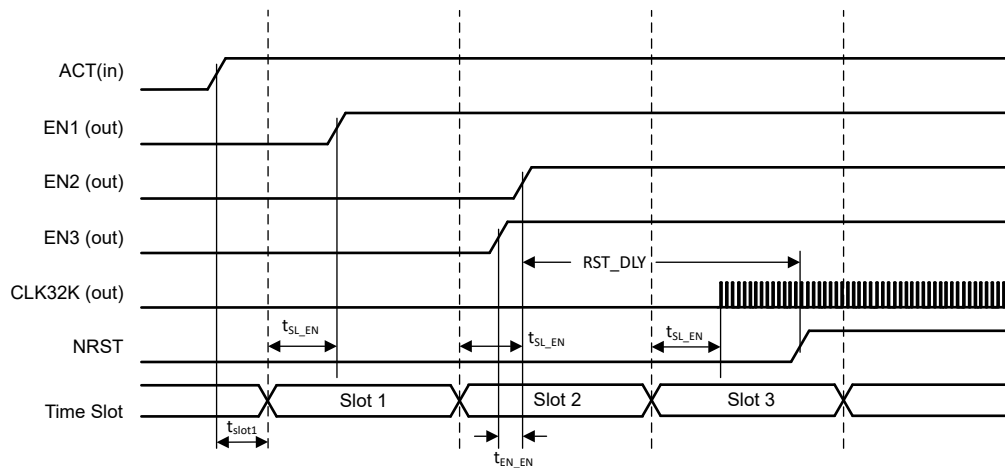 ACT(in)
EN1 (out)
EN2 (out)
EN3 (out)
RST_DLY
CLK32K (out)
tSL_EN
tSL_EN
tSL_EN
NRST
Time Slot
Slot 1
Slot 2
Slot 3
tslot1
tEN_EN